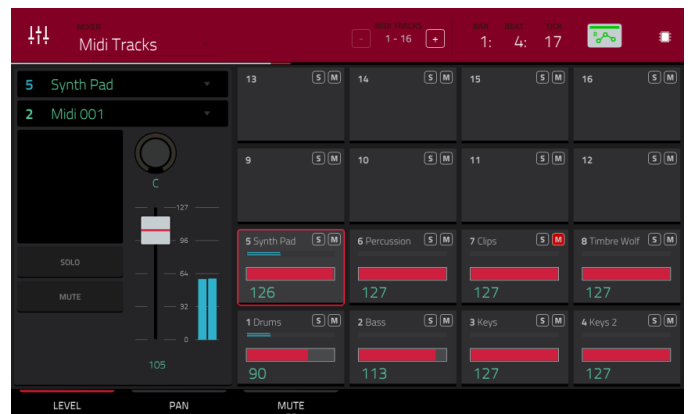 Midi Tracks
- 1 - 16 +
1: 4: 17
5 Synth Pad
2 Midi 001
C
127
96
64
32
0
SOLO
MUTE
105
13 S M
14 S M
15 S M
16 S M
9 S M
10 S M
11 S M
12 S M
5 Synth Pad S M
126
6 Percussion S M
127
7 Clips S M
127
8 Timbre Wolf S M
127
1 Drums S M
90
2 Bass S M
113
3 Keys S M
127
4 Keys 2 S M
127
LEVEL
PAN
MUTE